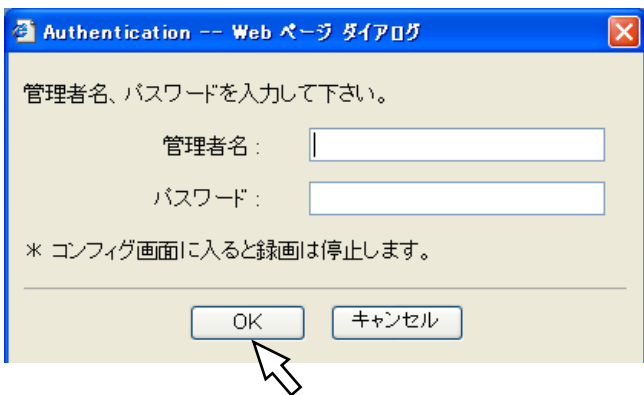 Authentication -- Web ページ ダイアログ
管理者名、パスワードを入力して下さい。
管理者名 :
パスワード :
* コンフィグ画面に入ると録画は停止します。
OK キャンセル